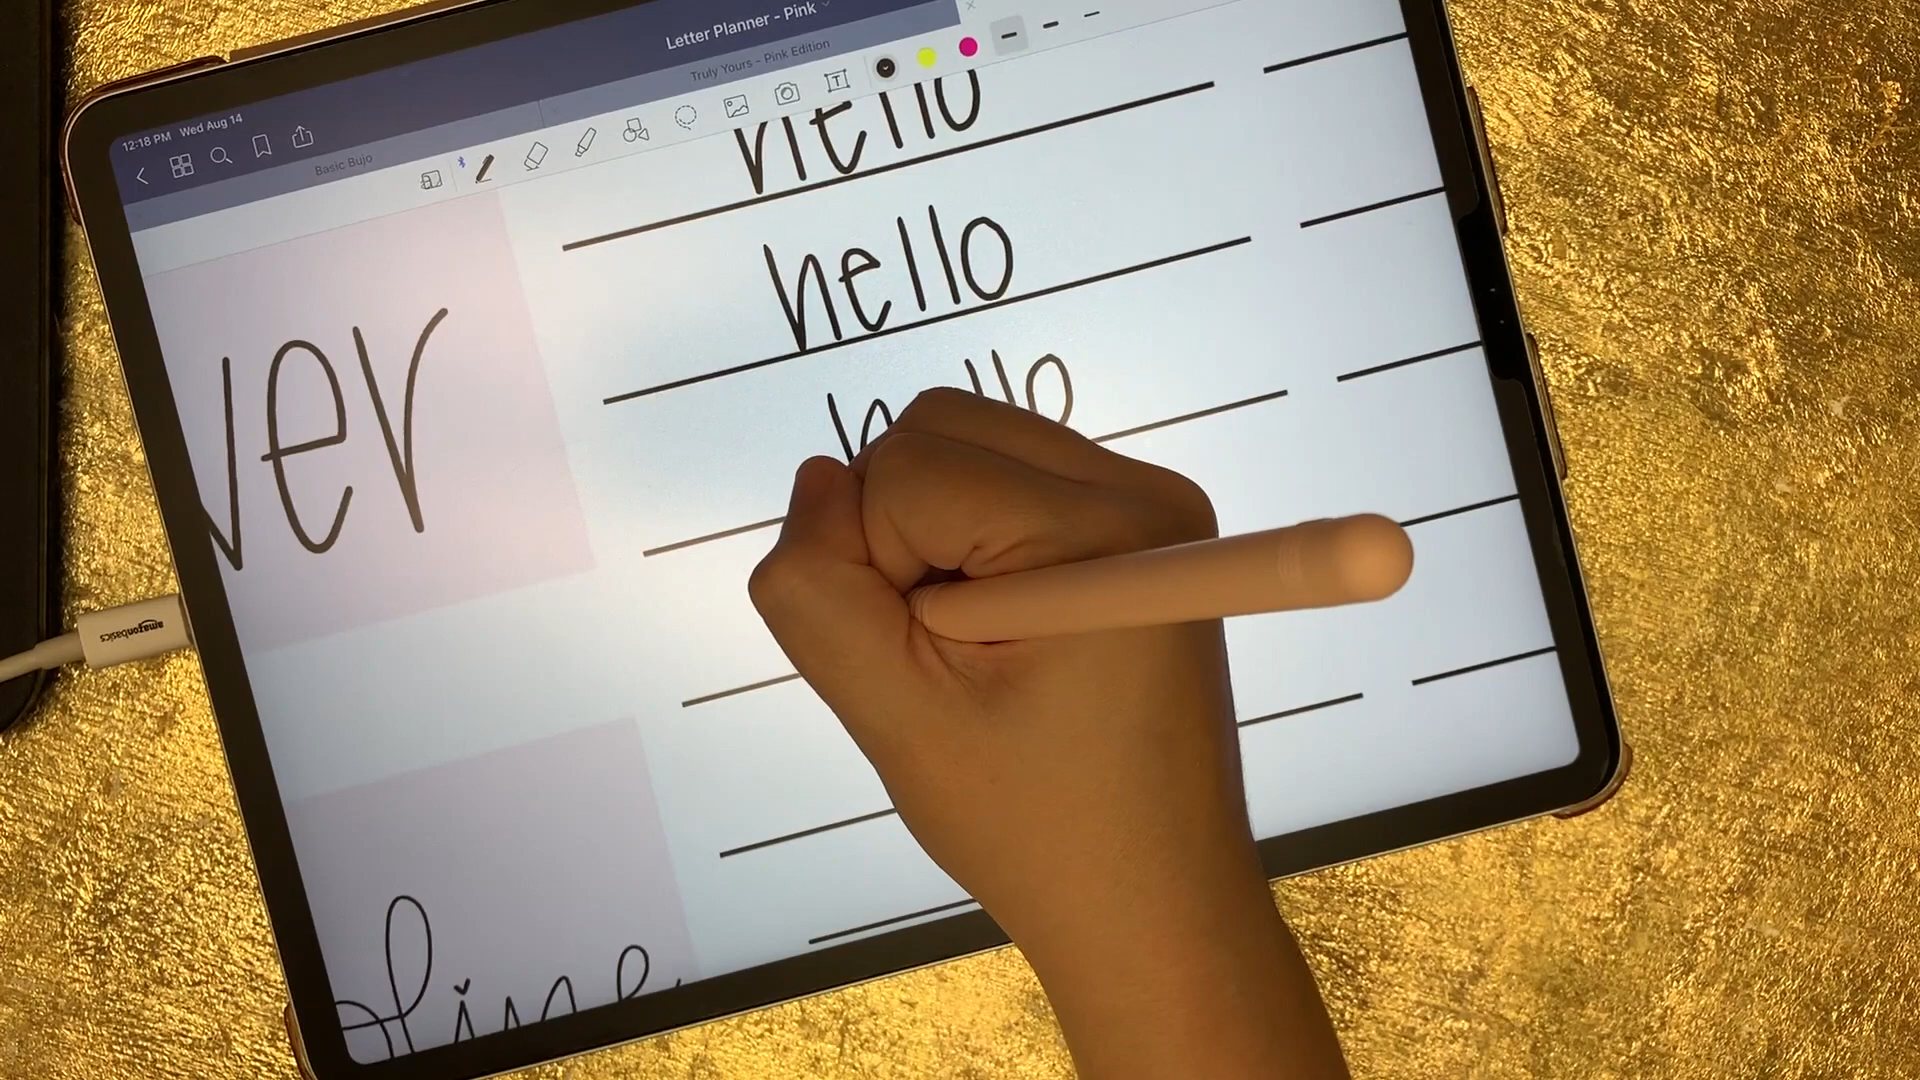 Letter Planner - Pink
Truly Yours - Pink Edition
12:18 PM Wed Aug 14
Basic Bujo
T
hello
hello
hello
ver
amazonbasics